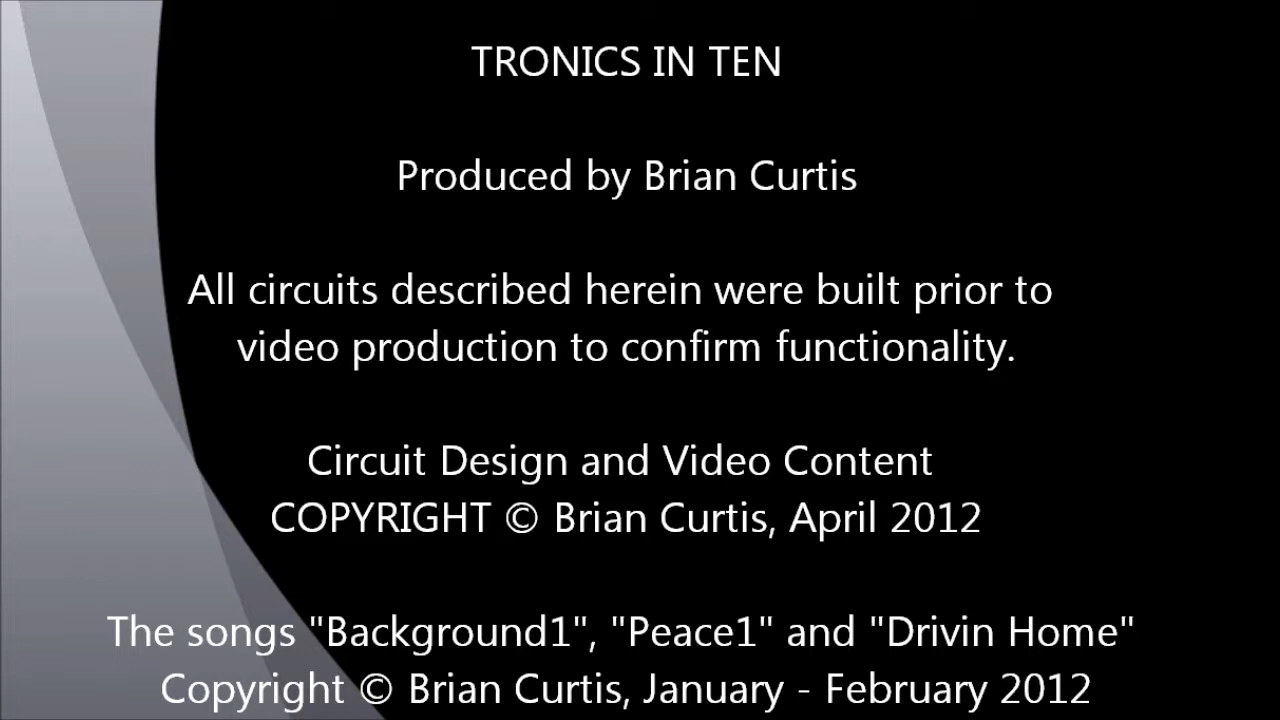 TRONICS IN TEN
Produced by Brian Curtis
All circuits described herein were built prior to
video production to confirm functionality.
Circuit Design and Video Content
COPYRIGHT © Brian Curtis, April 2012
The songs "Background1", "Peace1" and "Drivin Home"
Copyright © Brian Curtis, January - February 2012